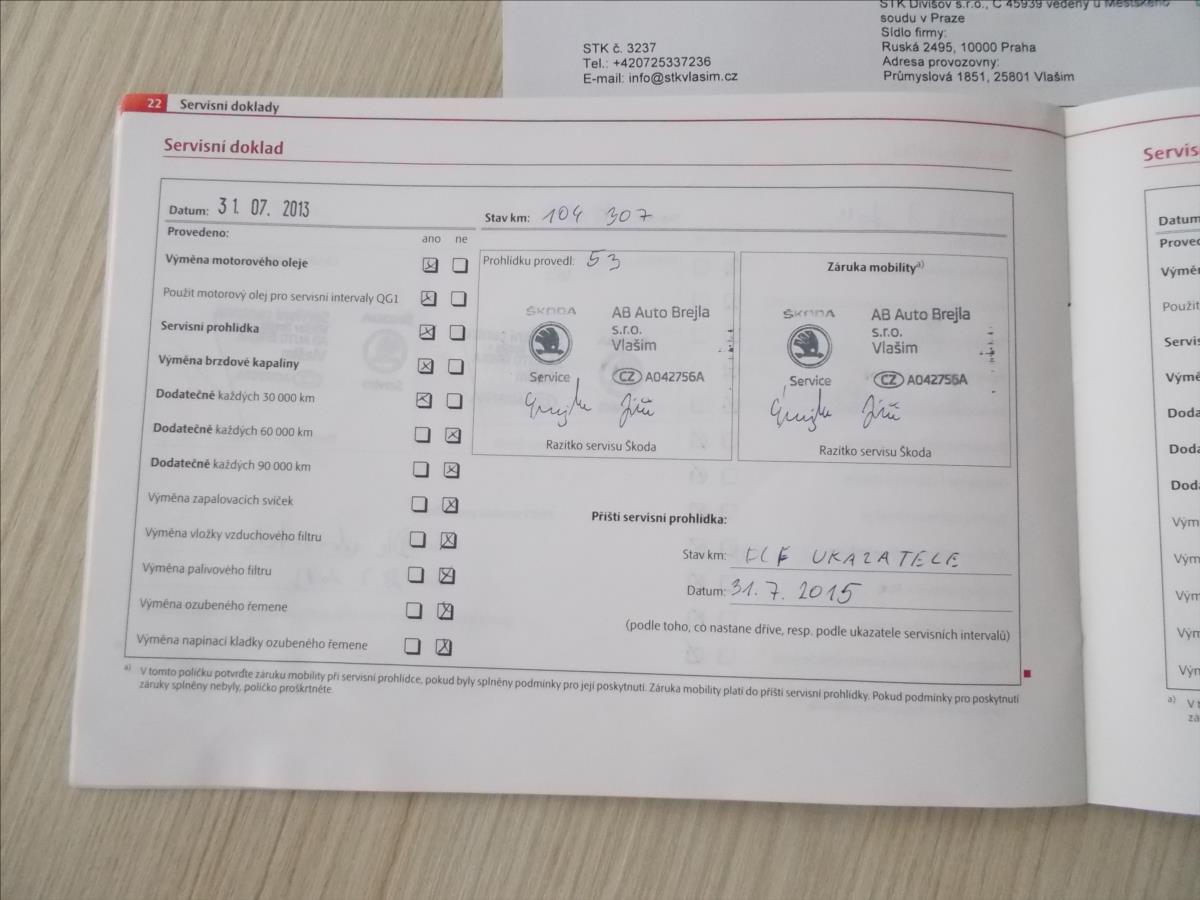 STK Divišov s.r.o., C 45939 vedený u Městského
soudu v Praze
Sídlo firmy:
Ruská 2495, 10000 Praha
Adresa provozovny:
Průmyslová 1851, 25801 Vlašim
STK č. 3237
Tel.: +420725337236
E-mail: info@stkvlasim.cz
22 Servisní doklady
Servisní doklad
Datum: 31. 07. 2013
Stav km: 104 307
Provedeno:
ano ne
Výměna motorového oleje
Použit motorový olej pro servisní intervaly QG1
Servisní prohlídka
Výměna brzdové kapaliny
Dodatečně každých 30 000 km
Dodatečně každých 60 000 km
Dodatečně každých 90 000 km
Výměna zapalovacích svíček
Výměna vložky vzduchového filtru
Výměna palivového filtru
Výměna ozubeného řemene
Výměna napínací kladky ozubeného řemene
Prohlídku provedl: 53
ŠKODA
Service
AB Auto Brejla
s.r.o.
Vlašim
CZ A042756A
Razítko servisu Škoda
Záruka mobility a)
ŠKODA
Service
AB Auto Brejla
s.r.o.
Vlašim
CZ A042756A
Razítko servisu Škoda
Příští servisní prohlídka:
Stav km: UKAZATELE
Datum: 31. 7. 2015
(podle toho, co nastane dříve, resp. podle ukazatele servisních intervalů)
a) V tomto políčku potvrďte záruku mobility při servisní prohlídce, pokud byly splněny podmínky pro její poskytnutí. Záruka mobility platí do příští servisní prohlídky. Pokud podmínky pro poskytnutí
záruky splněny nebyly, políčko proškrtněte.
Servis
Datum
Prove
Výmě
Použit
Servis
Výmě
Doda
Doda
Doda
Vým
Vým
Vým
Vým
Vým
a) V t
zá